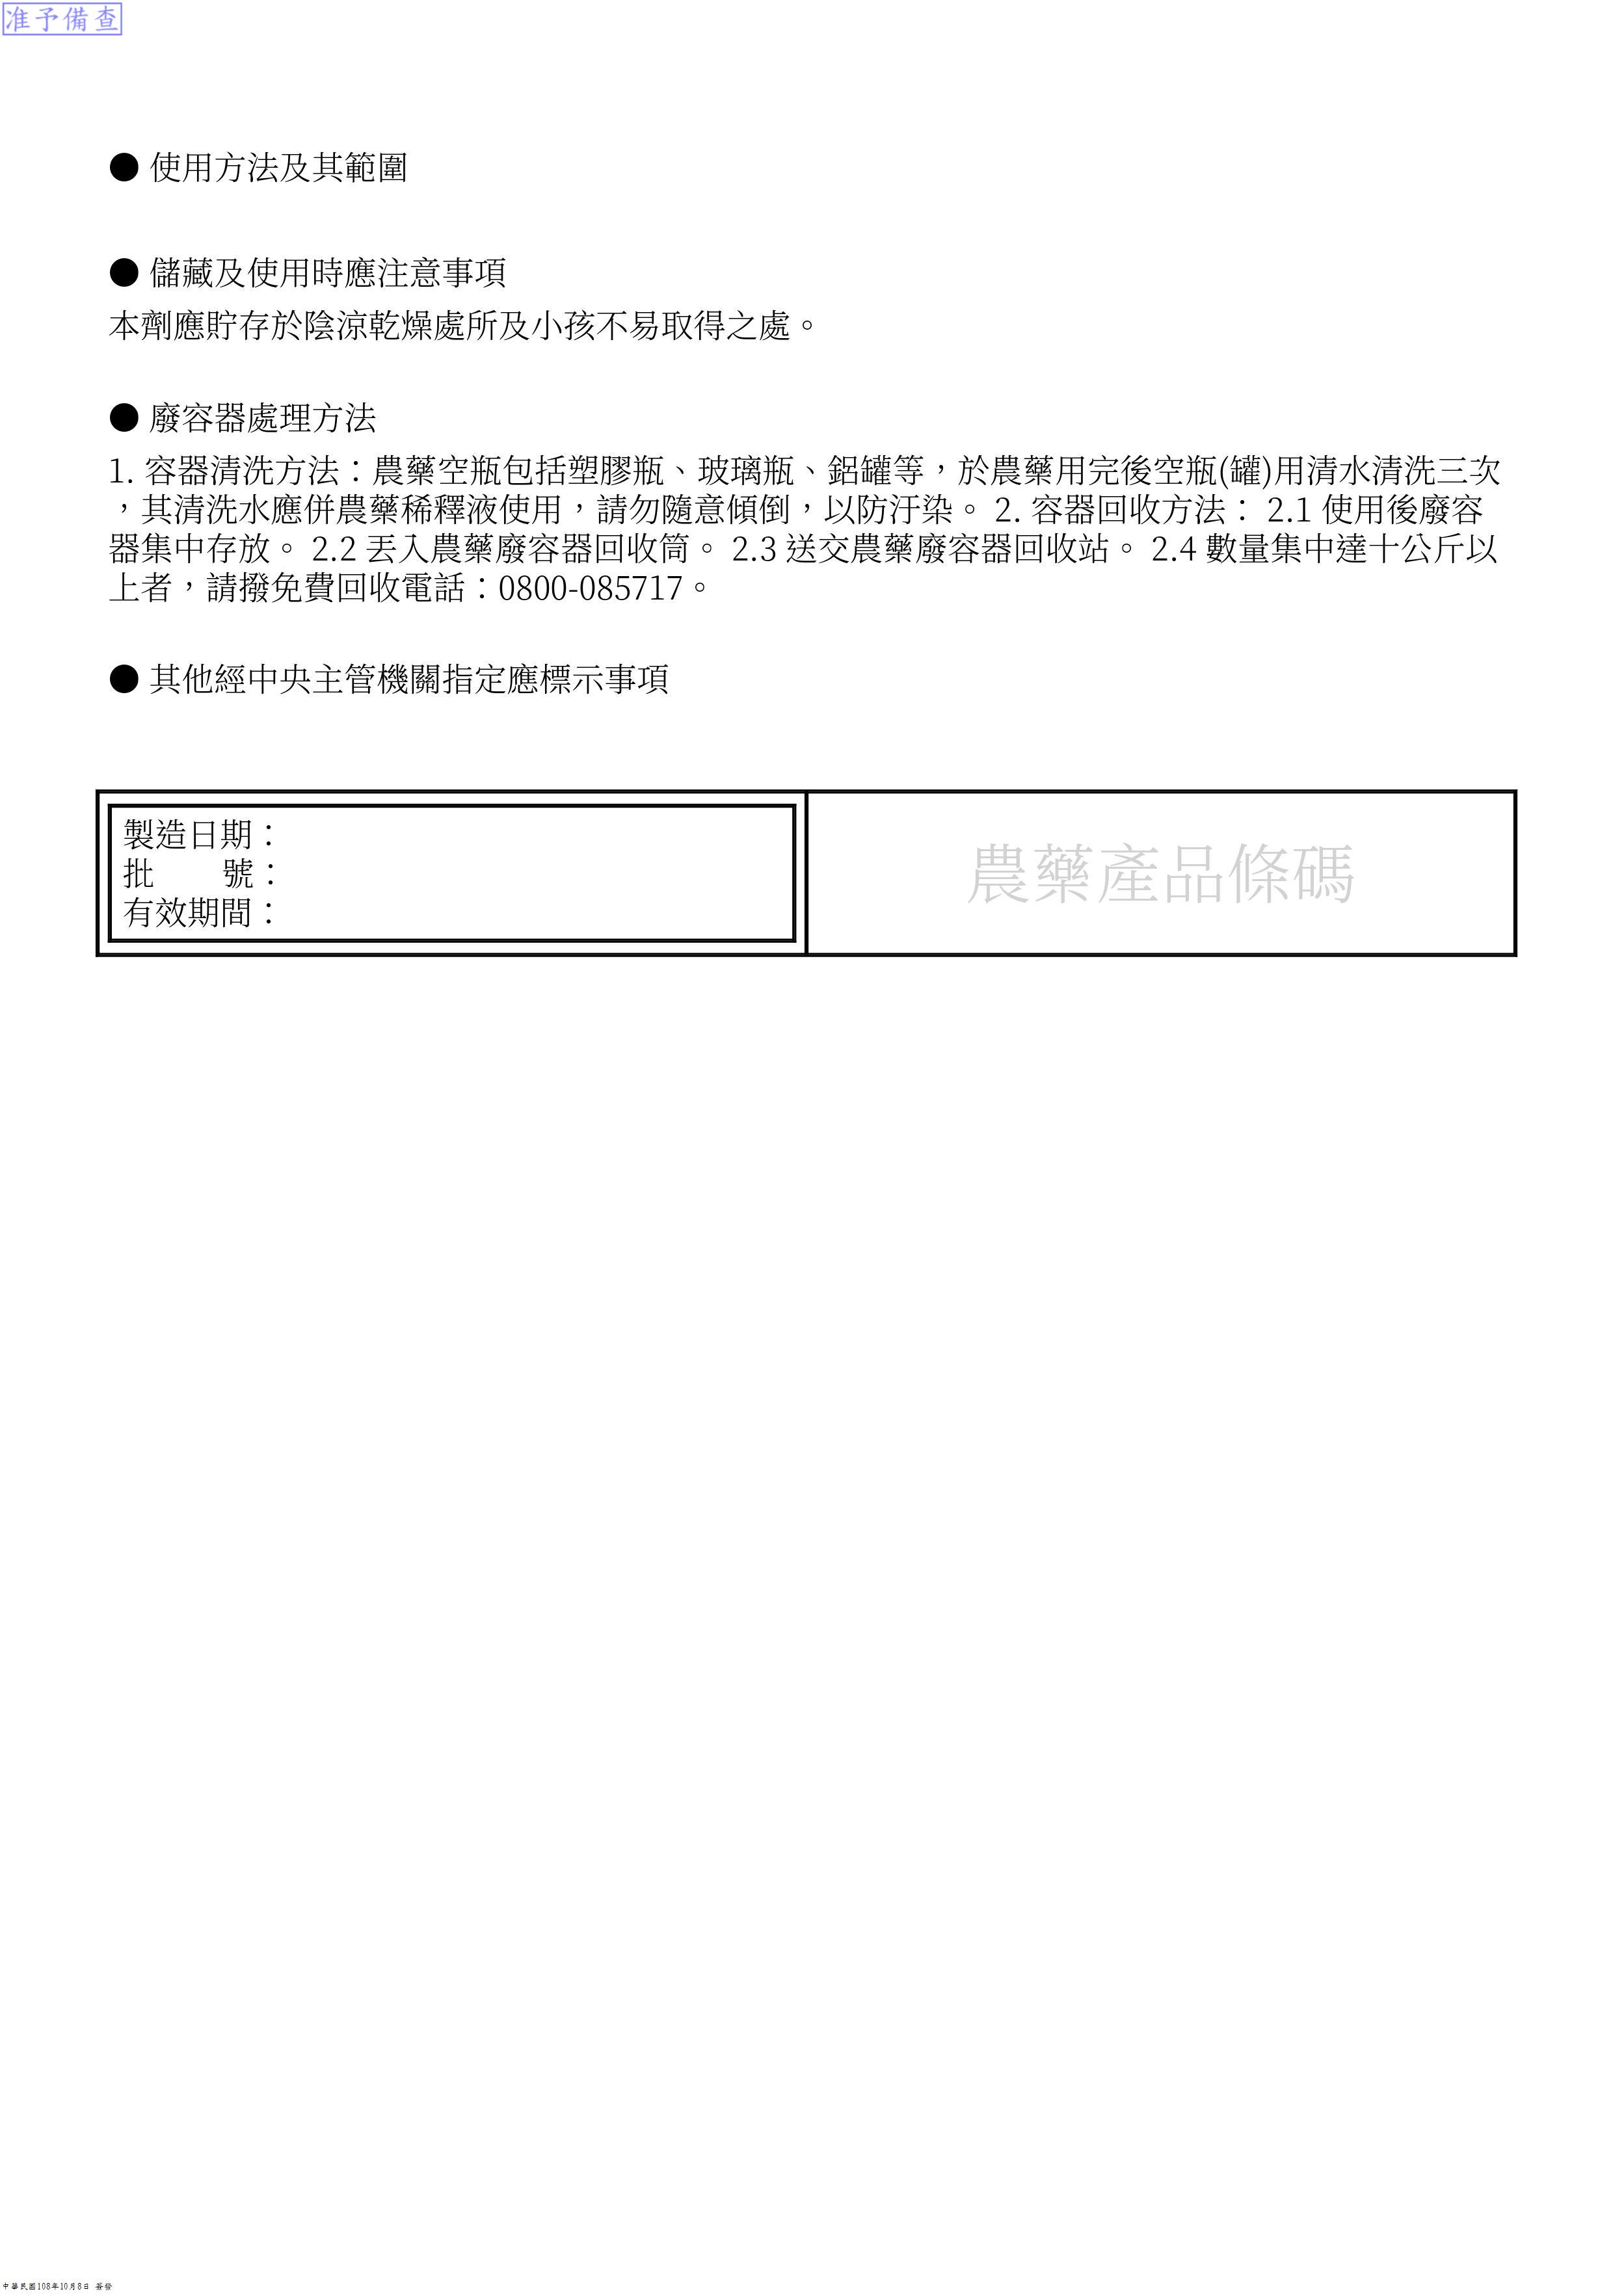 准予備查
● 使用方法及其範圍
● 儲藏及使用時應注意事項
本劑應貯存於陰涼乾燥處所及小孩不易取得之處。
● 廢容器處理方法
1. 容器清洗方法：農藥空瓶包括塑膠瓶、玻璃瓶、鋁罐等，於農藥用完後空瓶(罐)用清水清洗三次
，其清洗水應併農藥稀釋液使用，請勿隨意傾倒，以防汙染。 2. 容器回收方法： 2.1 使用後廢容
器集中存放。 2.2 丟入農藥廢容器回收筒。 2.3 送交農藥廢容器回收站。 2.4 數量集中達十公斤以
上者，請撥免費回收電話：0800-085717。
● 其他經中央主管機關指定應標示事項
製造日期：
批　　號：
有效期間：
農藥產品條碼
中華民國108年10月8日 簽發